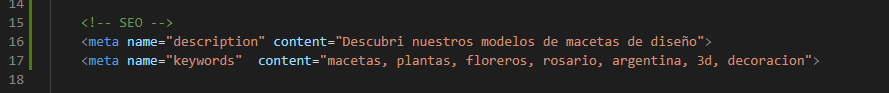 14
15 <!-- SEO -->
16 <meta name="description" content="Descubri nuestros modelos de macetas de diseño">
17 <meta name="keywords"  content="macetas, plantas, floreros, rosario, argentina, 3d, decoracion">
18